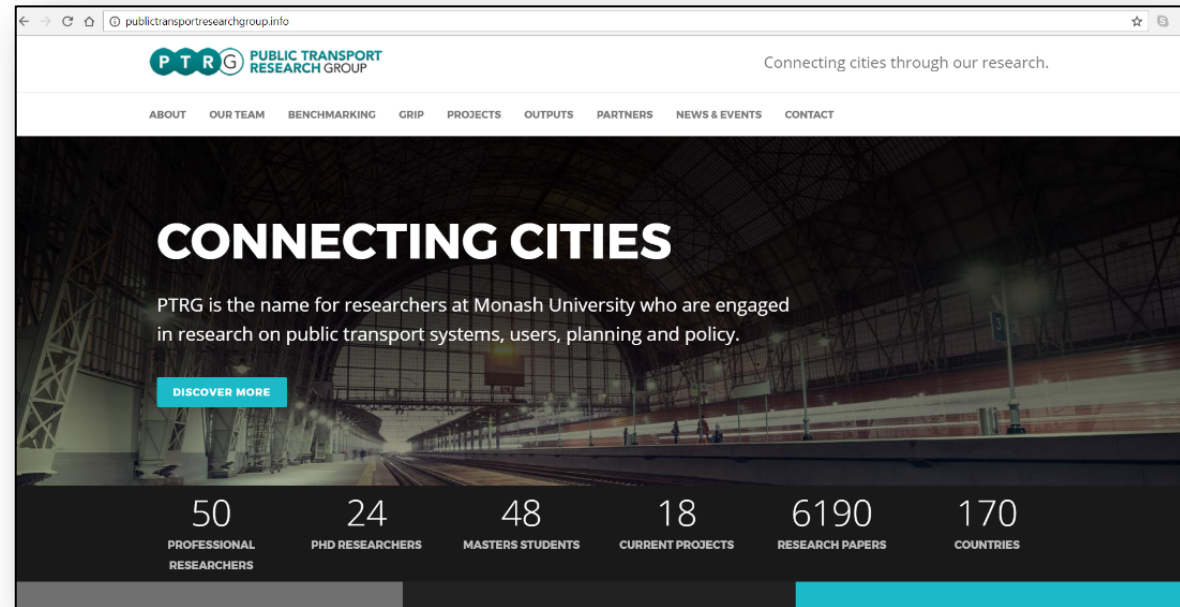 publictransportresearchgroup.info
PTRG PUBLIC TRANSPORT
RESEARCH GROUP
Connecting cities through our research.
ABOUT OUR TEAM BENCHMARKING GRIP PROJECTS OUTPUTS PARTNERS NEWS & EVENTS CONTACT
CONNECTING CITIES
PTRG is the name for researchers at Monash University who are engaged
in research on public transport systems, users, planning and policy.
DISCOVER MORE
50 24 48 18 6190 170
PROFESSIONAL PHD RESEARCHERS MASTERS STUDENTS CURRENT PROJECTS RESEARCH PAPERS COUNTRIES
RESEARCHERS